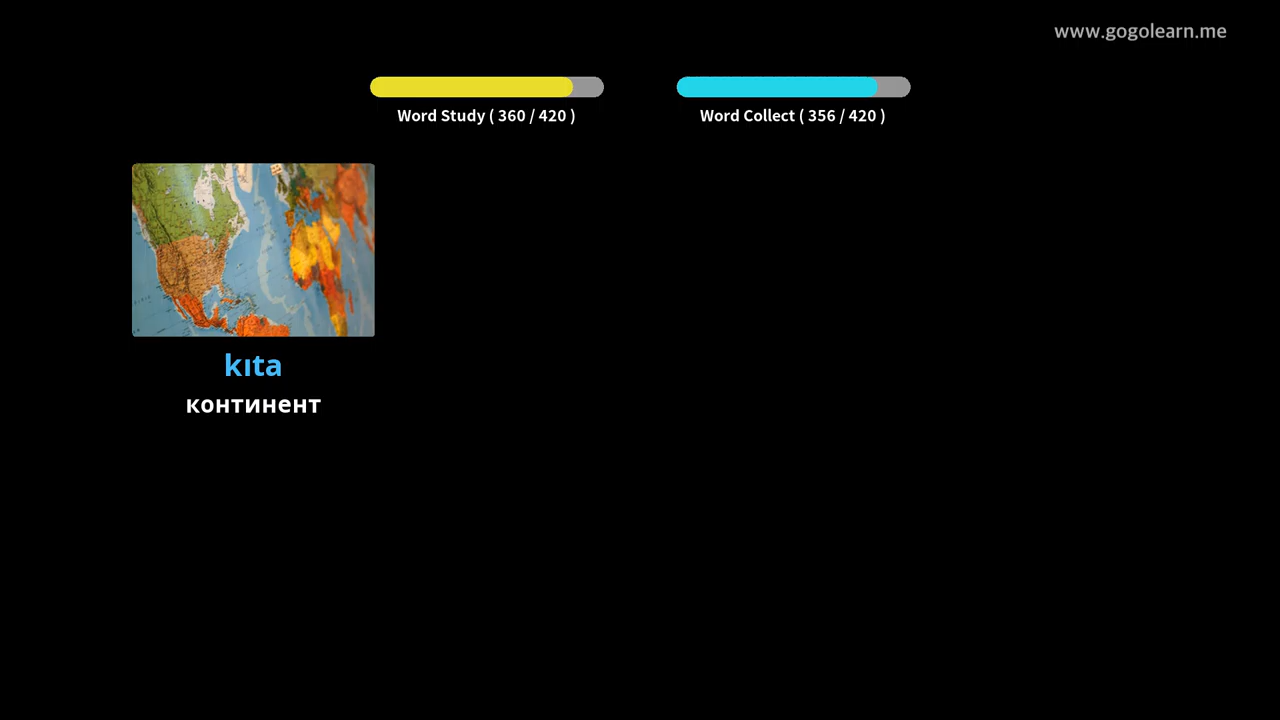 www.gogolearn.me
Word Study ( 360 / 420 )
Word Collect ( 356 / 420 )
kıta
континент